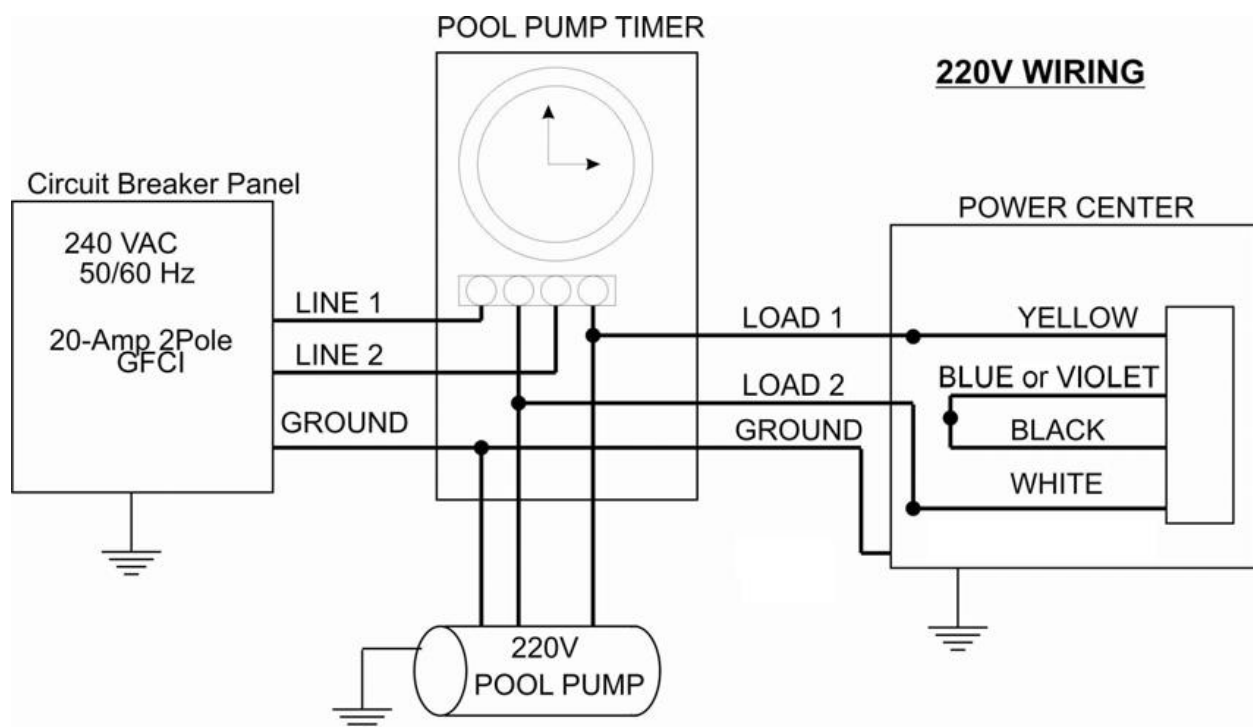 POOL PUMP TIMER
220V WIRING
Circuit Breaker Panel
240 VAC
50/60 Hz
20-Amp 2Pole
GFCI
LINE 1
LINE 2
GROUND
LOAD 1
LOAD 2
GROUND
POWER CENTER
YELLOW
BLUE or VIOLET
BLACK
WHITE
220V
POOL PUMP